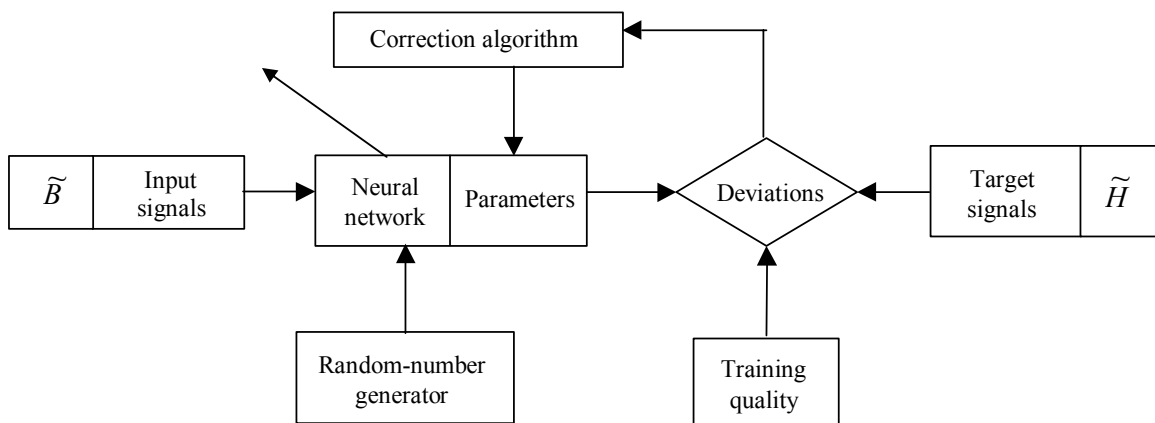 Correction algorithm
B̃
Input
signals
Neural
network
Parameters
Deviations
Target
signals
H̃
Random-number
generator
Training
quality